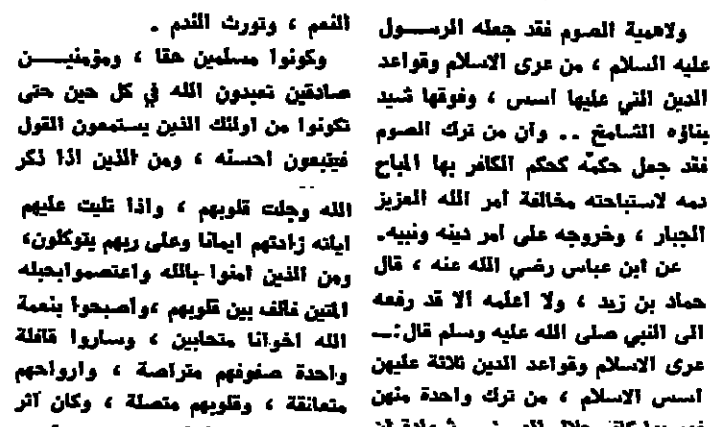 ولاهمية الصوم فقد جعله الرسول
عليه السلام ، من عرى الاسلام وقواعد
الدين التي عليها اسس ، وفوقها شيد
بناؤه الشامخ .. وان من ترك الصوم
فقد جعل حكمه كحكم الكافر بها المباح
دمه لاستباحته مخالفة امر الله العزيز
الجبار ، وخروجه على امر دينه ونبيه.
عن ابن عباس رضي الله عنه ، قال
حماد بن زيد ، ولا اعلمه الا قد رفعه
الى النبي صلى الله عليه وسلم قال:ـ
عرى الاسلام وقواعد الدين ثلاثة عليهن
اسس الاسلام ، من ترك واحدة منهن
النعم ، وتورث الندم .
وكونوا مسلمين حقا ، ومؤمنيـن
صادقين تعبدون الله في كل حين حتى
تكونوا من اولئك الذين يستمعون القول
فيتبعون احسنه ، ومن الذين اذا ذكر
الله وجلت قلوبهم ، واذا تليت عليهم
اياته زادتهم ايمانا وعلى ربهم يتوكلون،
ومن الذين امنوا بالله واعتصموابحبله
المتين فالف بين قلوبهم ،واصبحوا بنعمة
الله اخوانا متحابين ، وساروا قافلة
واحدة صفوفهم متراصة ، وارواحهم
متعانقة ، وقلوبهم متصلة ، وكان آثر